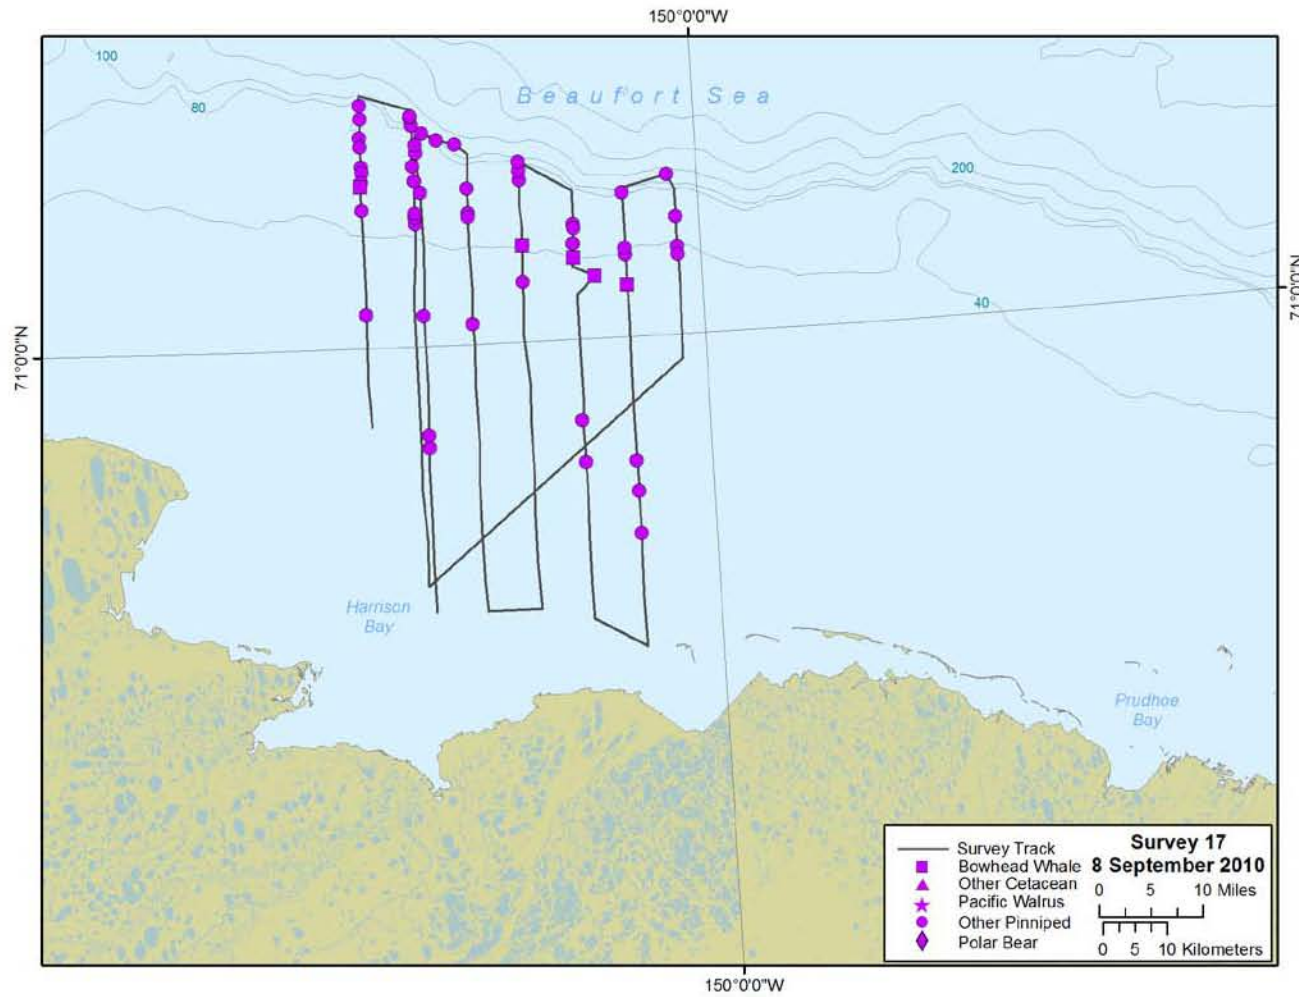 150°0'0"W
100
Beaufort Sea
80
200
71°0'0"N
40
71°0'0"N
Harrison
Bay
Prudhoe
Bay
Survey 17
8 September 2010
Survey Track
Bowhead Whale
Other Cetacean
Pacific Walrus
Other Pinniped
Polar Bear
0 5 10 Miles
0 5 10 Kilometers
150°0'0"W